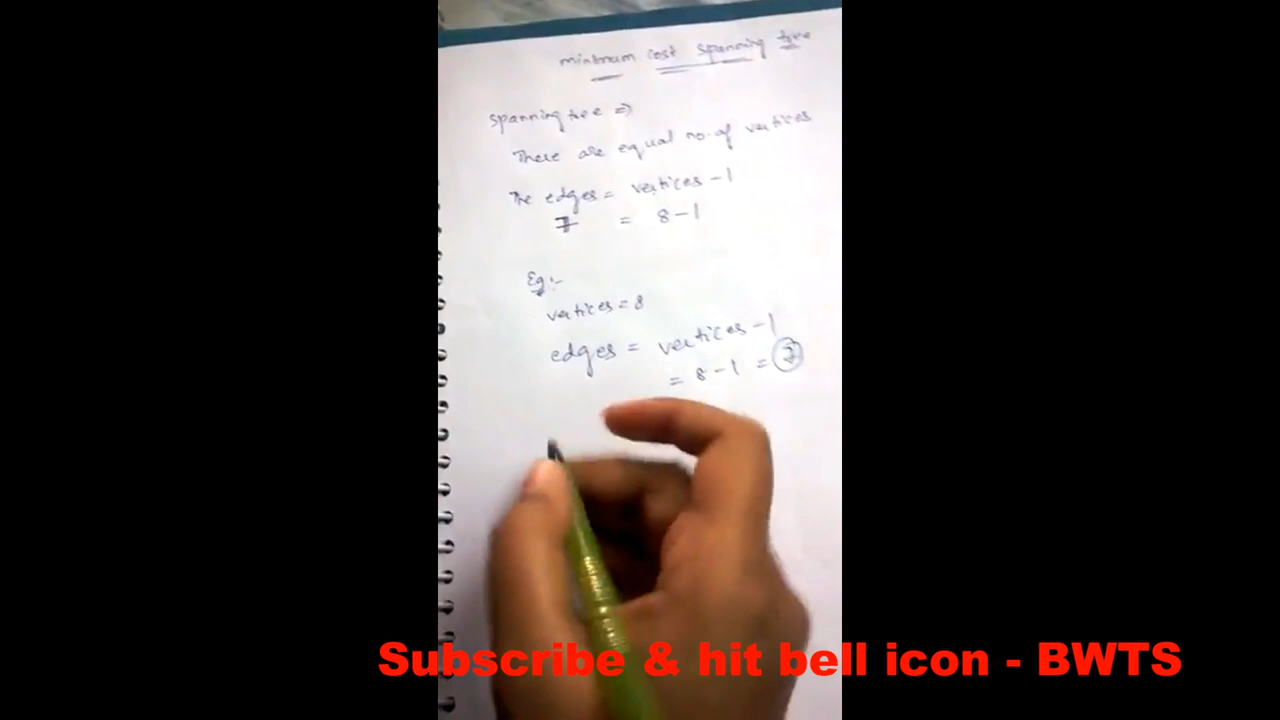 minimum cost spanning tree
Spanning tree =>
There are equal no. of vertices
The edges = vertices - 1
7 = 8 - 1
Eg:-
vertices = 8
edges = vertices - 1
= 8 - 1 = 7
Subscribe & hit bell icon - BWTS